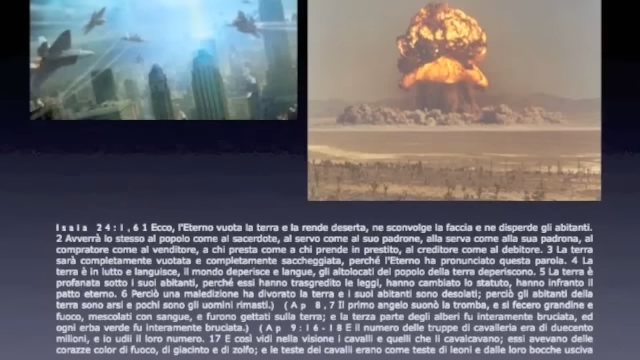 Isaia 24:1,6 1 Ecco, l'Eterno vuota la terra e la rende deserta, ne sconvolge la faccia e ne disperde gli abitanti.
2 Avverrà lo stesso al popolo come al sacerdote, al servo come al suo padrone, alla serva come alla sua padrona, al
compratore come al venditore, a chi presta come a chi prende in prestito, al creditore come al debitore. 3 La terra
sarà completamente vuotata e completamente saccheggiata, perché l'Eterno ha pronunciato questa parola. 4 La
terra è in lutto e languisce, il mondo deperisce e langue, gli altolocati del popolo della terra deperiscono. 5 La terra è
profanata sotto i suoi abitanti, perché essi hanno trasgredito le leggi, hanno cambiato lo statuto, hanno infranto il
patto eterno. 6 Perciò una maledizione ha divorato la terra e i suoi abitanti sono desolati; perciò gli abitanti della
terra sono arsi e pochi sono gli uomini rimasti.) (Ap 8,7 Il primo angelo suonò la tromba, e si fecero grandine e
fuoco, mescolati con sangue, e furono gettati sulla terra; e la terza parte degli alberi fu interamente bruciata, ed
ogni erba verde fu interamente bruciata.) (Ap 9:16-18 E il numero delle truppe di cavalleria era di duecento
milioni, e io udii il loro numero. 17 E così vidi nella visione i cavalli e quelli che li cavalcavano; essi avevano delle
corazze color di fuoco, di giacinto e di zolfo; e le teste dei cavalli erano come teste di leoni e dalle loro bocche usciva